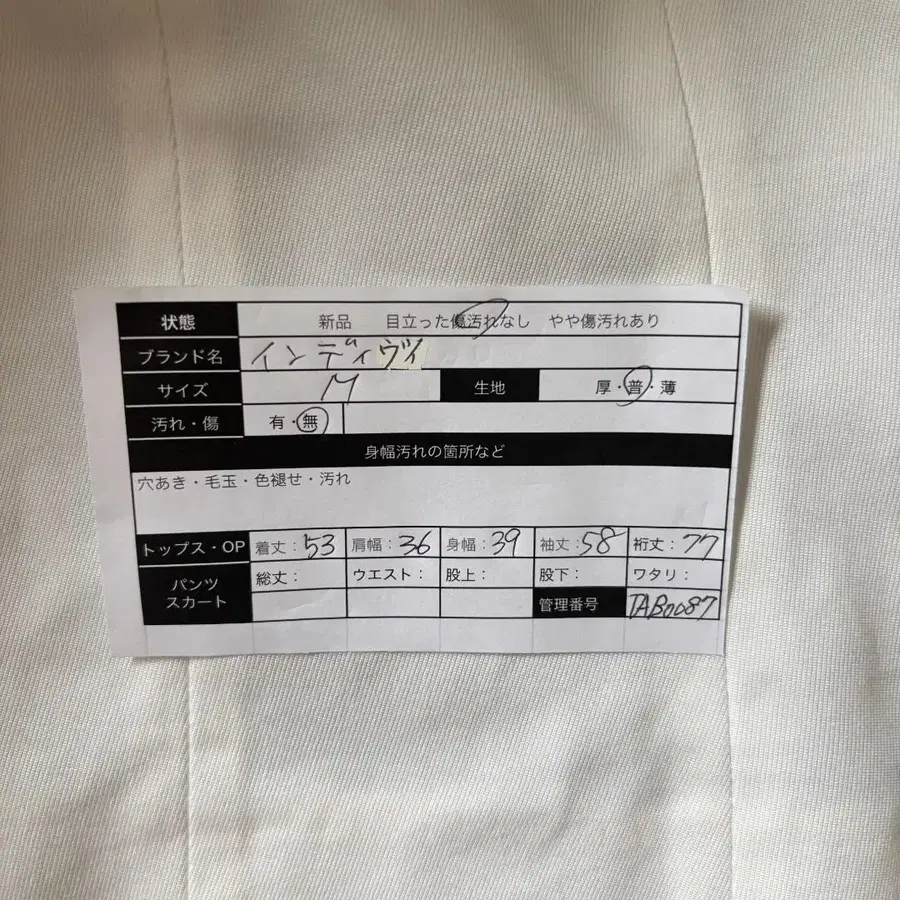 状態 新品 目立った傷汚れなし やや傷汚れあり
ブランド名 インディヴィ
サイズ M 生地 厚・普・薄
汚れ・傷 有・無
身幅汚れの箇所など
穴あき・毛玉・色褪せ・汚れ
トップス・OP 着丈：53 肩幅：36 身幅：39 袖丈：58 裄丈：77
パンツ スカート 総丈： ウエスト： 股上： 股下： ワタリ：
管理番号 TAB0087